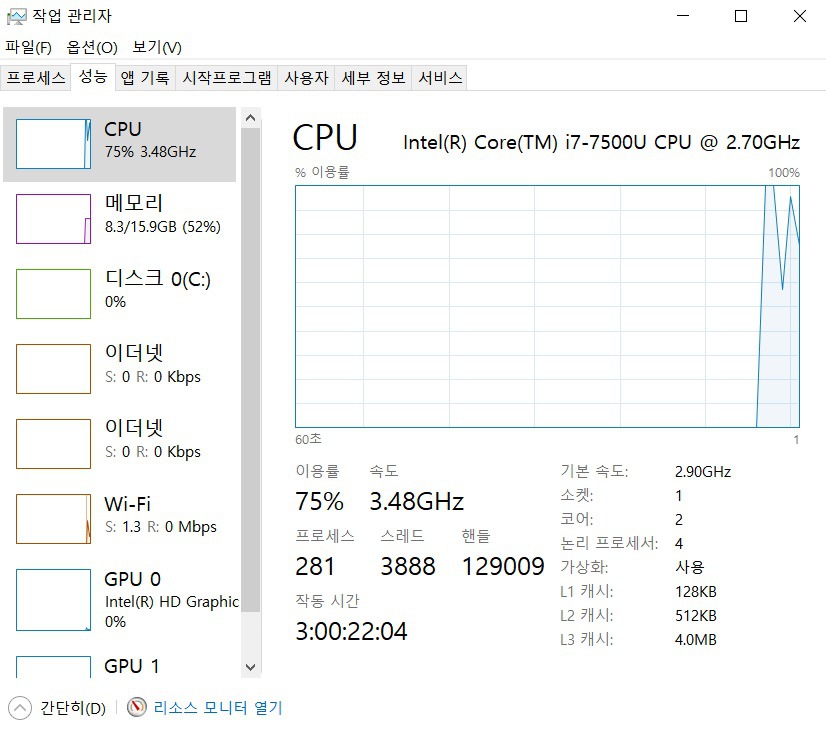 작업 관리자
파일(F) 옵션(O) 보기(V)
프로세스 성능 앱 기록 시작프로그램 사용자 세부 정보 서비스
CPU
75% 3.48GHz
메모리
8.3/15.9GB (52%)
디스크 0(C:)
0%
이더넷
S: 0 R: 0 Kbps
이더넷
S: 0 R: 0 Kbps
Wi-Fi
S: 1.3 R: 0 Mbps
GPU 0
Intel(R) HD Graphic
0%
GPU 1
CPU Intel(R) Core(TM) i7-7500U CPU @ 2.70GHz
% 이용률 100%
60초 1
이용률 속도
75% 3.48GHz
프로세스 스레드 핸들
281 3888 129009
작동 시간
3:00:22:04
기본 속도: 2.90GHz
소켓: 1
코어: 2
논리 프로세서: 4
가상화: 사용
L1 캐시: 128KB
L2 캐시: 512KB
L3 캐시: 4.0MB
간단히(D) 리소스 모니터 열기